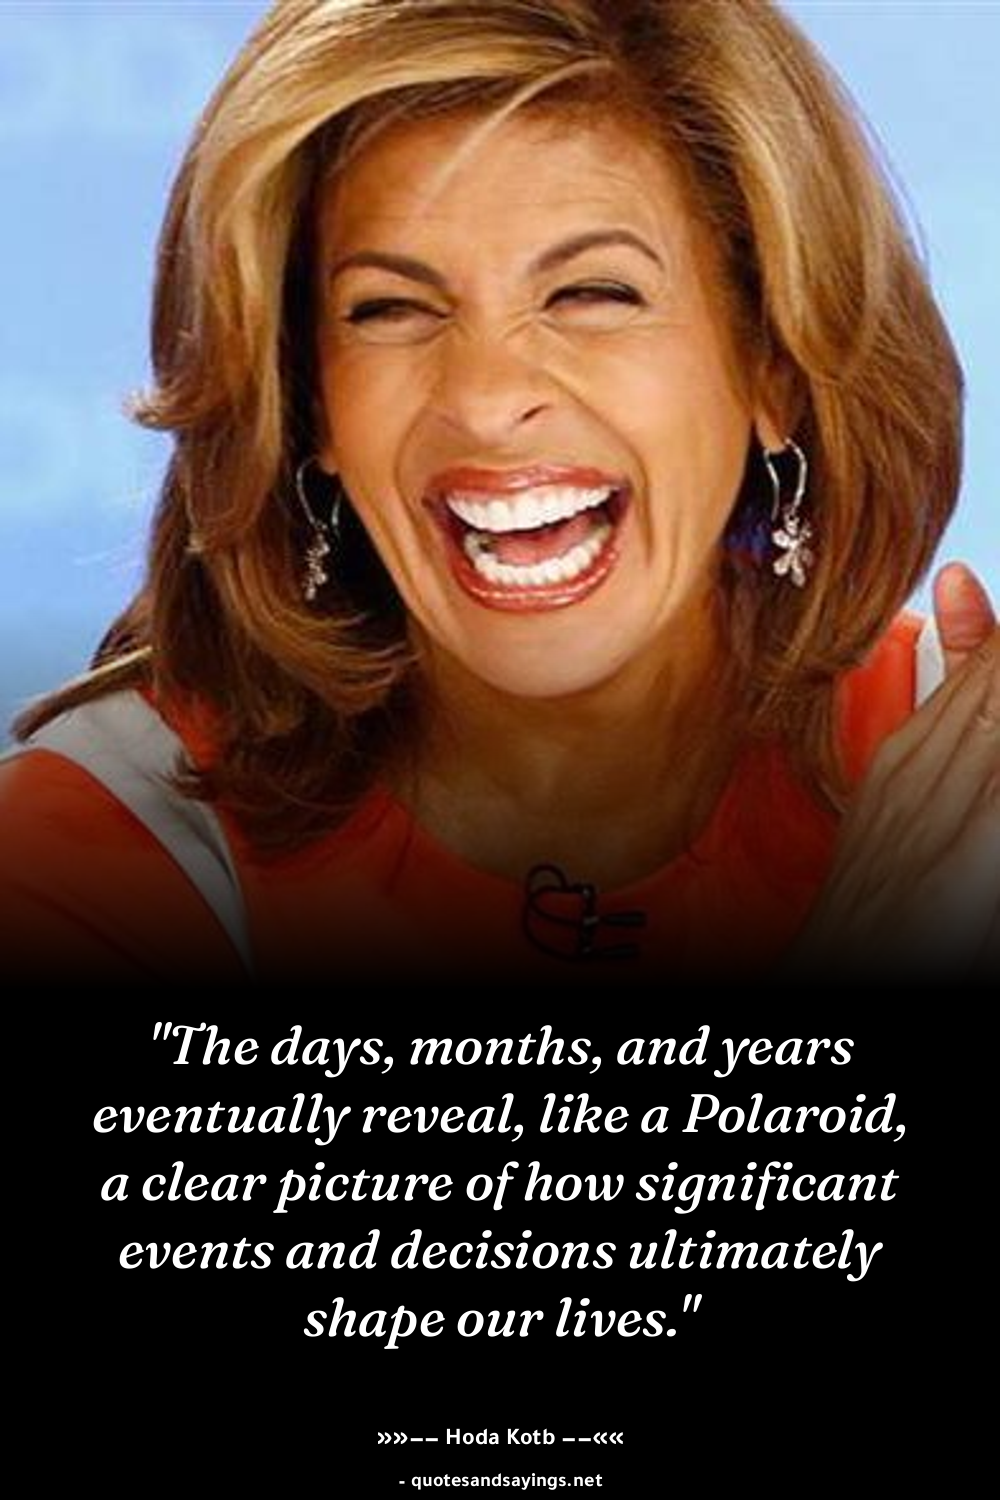 "The days, months, and years
eventually reveal, like a Polaroid,
a clear picture of how significant
events and decisions ultimately
shape our lives."
»»−− Hoda Kotb −−««
- quotesandsayings.net